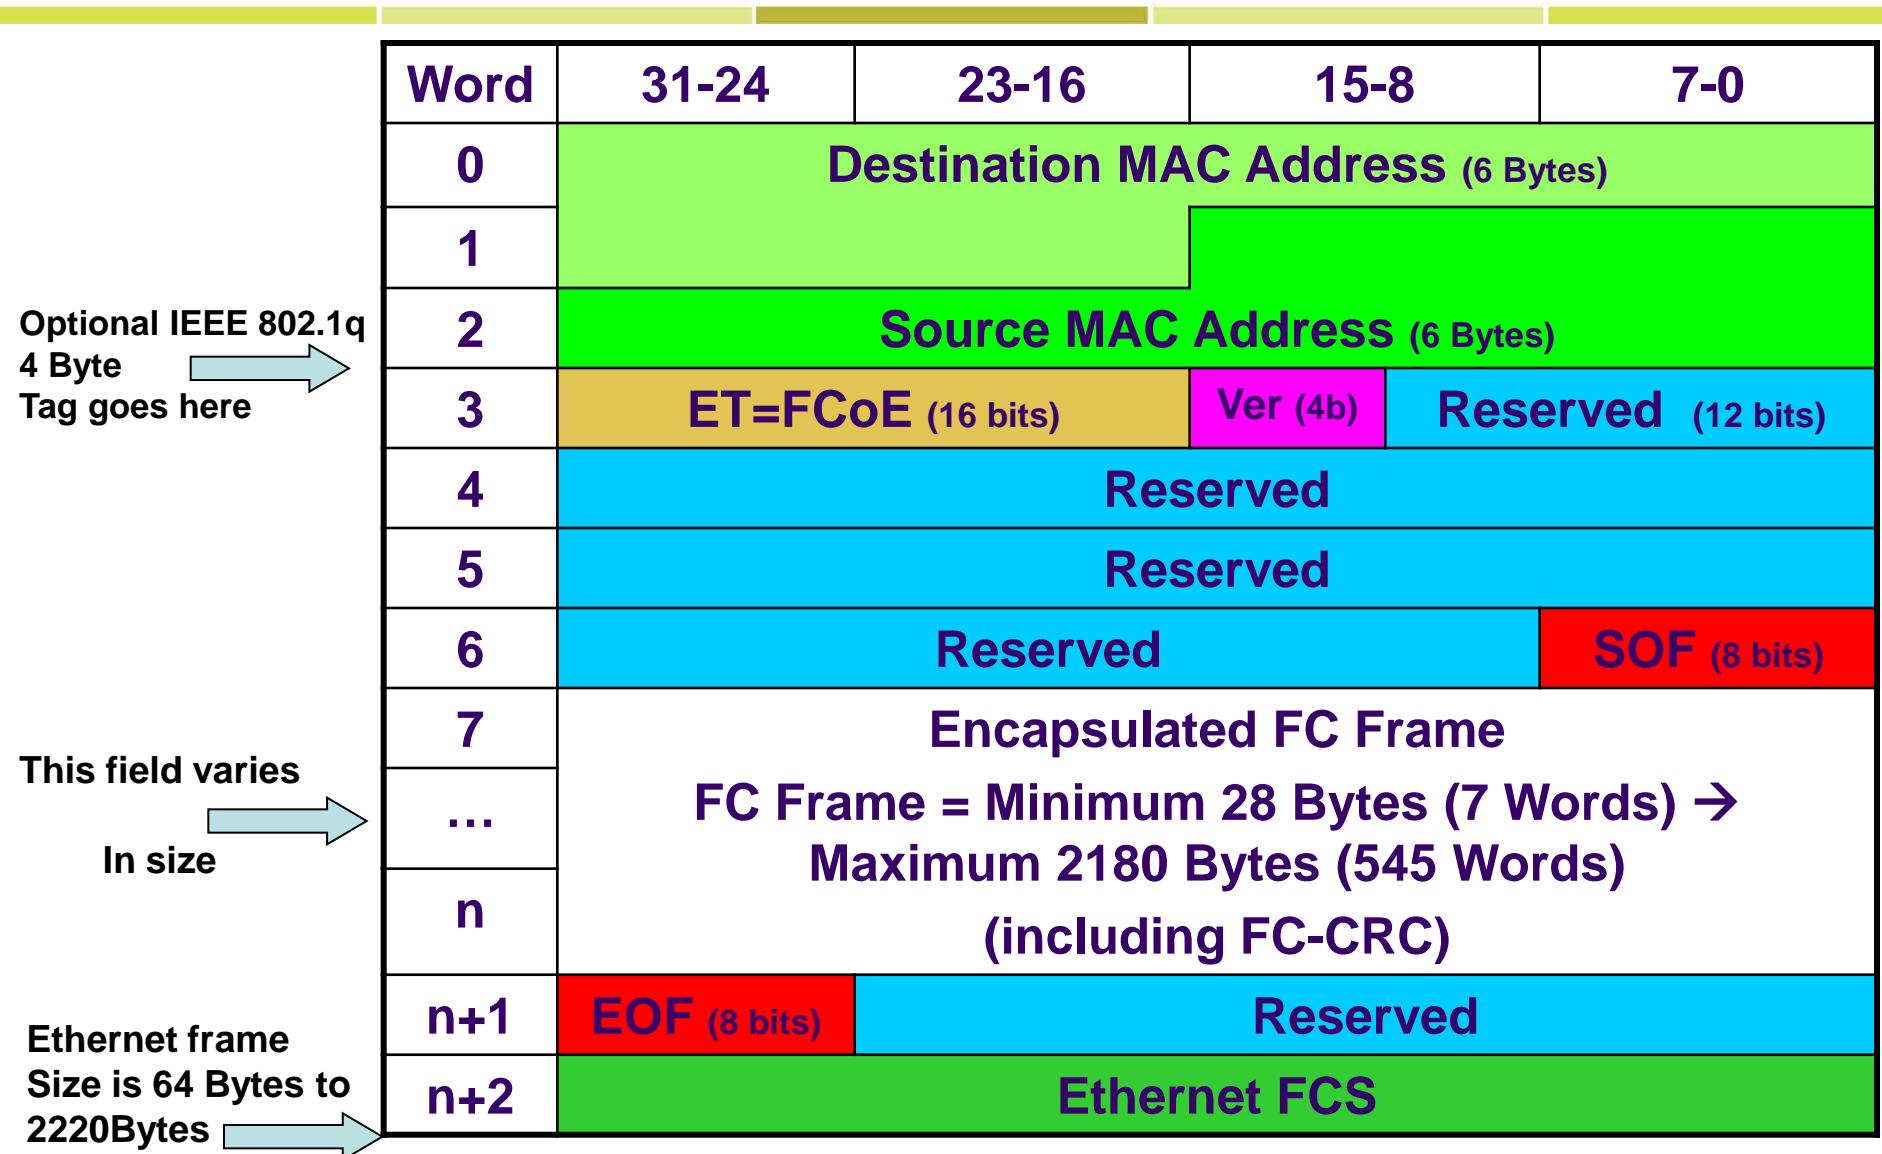 Word 31-24 23-16 15-8 7-0
0 Destination MAC Address (6 Bytes)
1
Optional IEEE 802.1q
4 Byte
Tag goes here
2 Source MAC Address (6 Bytes)
3 ET=FCoE (16 bits) Ver (4b) Reserved (12 bits)
4 Reserved
5 Reserved
6 Reserved SOF (8 bits)
7 Encapsulated FC Frame
This field varies
In size
… FC Frame = Minimum 28 Bytes (7 Words) →
Maximum 2180 Bytes (545 Words)
n (including FC-CRC)
n+1 EOF (8 bits) Reserved
Ethernet frame
Size is 64 Bytes to
2220Bytes
n+2 Ethernet FCS